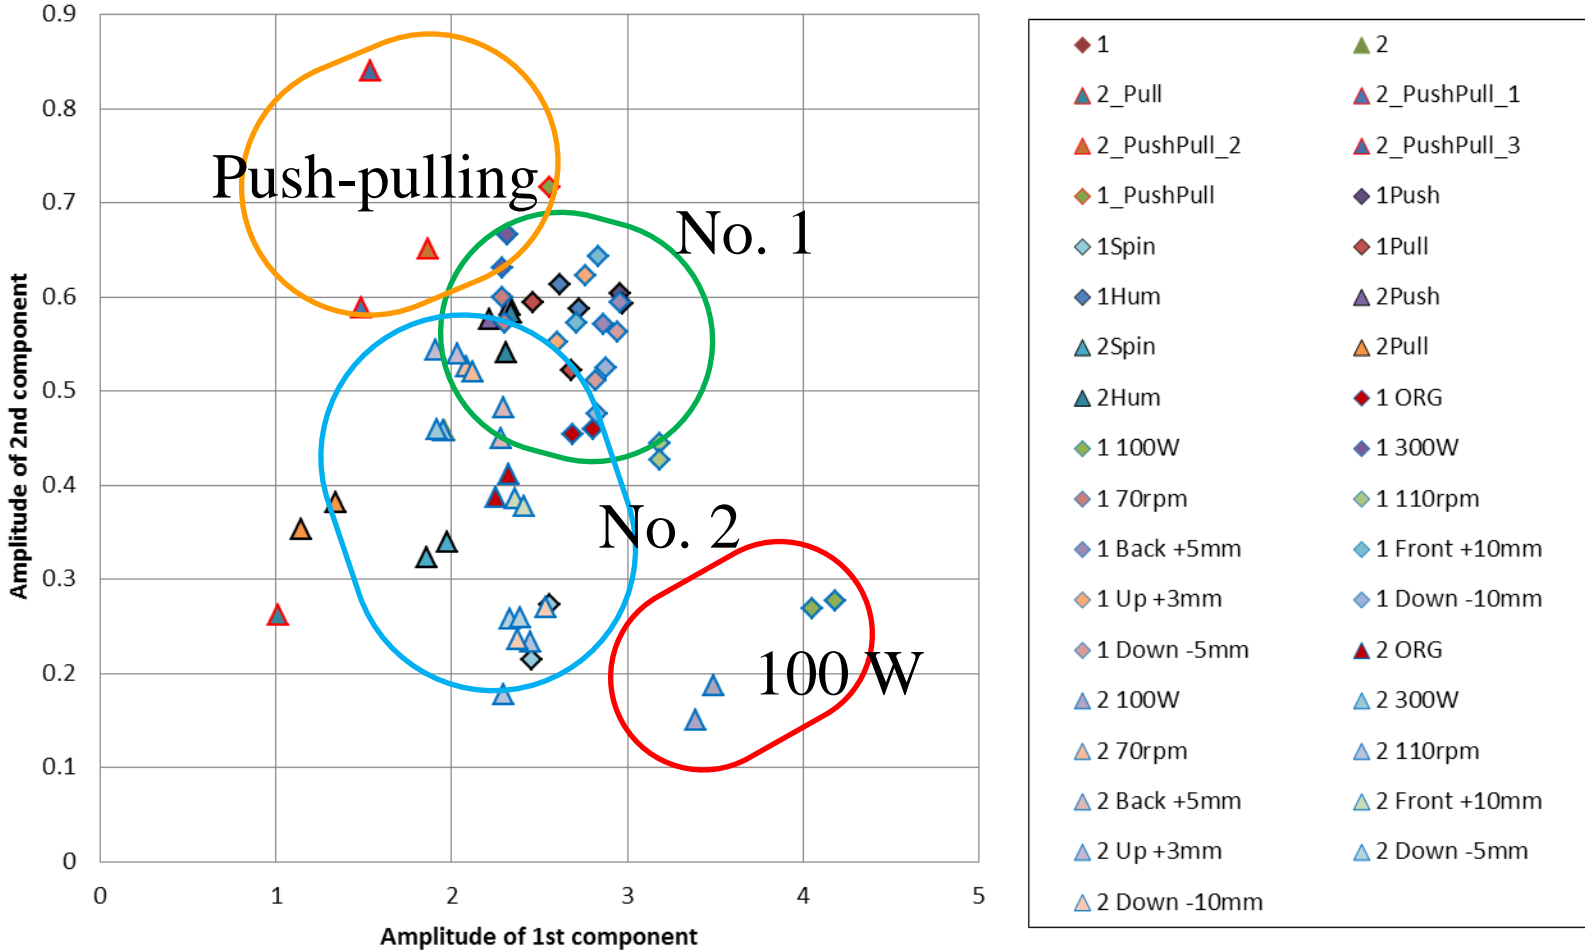 0.9
0.8
0.7
0.6
0.5
0.4
0.3
0.2
0.1
0
Amplitude of 2nd component
0 1 2 3 4 5
Amplitude of 1st component
Push-pulling
No. 1
No. 2
100 W
1 2
2_Pull 2_PushPull_1
2_PushPull_2 2_PushPull_3
1_PushPull 1Push
1Spin 1Pull
1Hum 2Push
2Spin 2Pull
2Hum 1 ORG
1 100W 1 300W
1 70rpm 1 110rpm
1 Back +5mm 1 Front +10mm
1 Up +3mm 1 Down -10mm
1 Down -5mm 2 ORG
2 100W 2 300W
2 70rpm 2 110rpm
2 Back +5mm 2 Front +10mm
2 Up +3mm 2 Down -5mm
2 Down -10mm